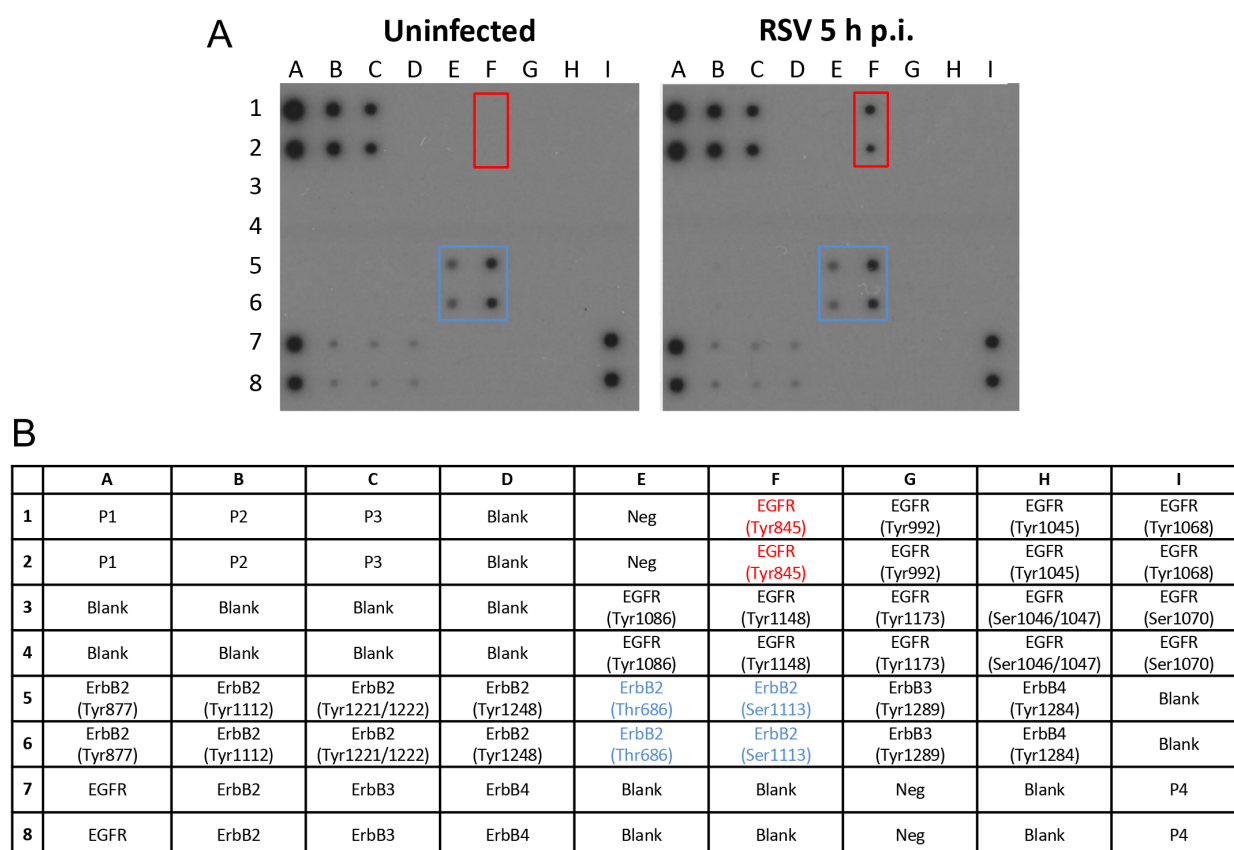 A
Uninfected
RSV 5 h p.i.
A B C D E F G H I
A B C D E F G H I
1
2
3
4
5
6
7
8
B
A B C D E F G H I
1 P1 P2 P3 Blank Neg EGFR (Tyr845) EGFR (Tyr992) EGFR (Tyr1045) EGFR (Tyr1068)
2 P1 P2 P3 Blank Neg EGFR (Tyr845) EGFR (Tyr992) EGFR (Tyr1045) EGFR (Tyr1068)
3 Blank Blank Blank Blank EGFR (Tyr1086) EGFR (Tyr1148) EGFR (Tyr1173) EGFR (Ser1046/1047) EGFR (Ser1070)
4 Blank Blank Blank Blank EGFR (Tyr1086) EGFR (Tyr1148) EGFR (Tyr1173) EGFR (Ser1046/1047) EGFR (Ser1070)
5 ErbB2 (Tyr877) ErbB2 (Tyr1112) ErbB2 (Tyr1221/1222) ErbB2 (Tyr1248) ErbB2 (Thr686) ErbB2 (Ser1113) ErbB3 (Tyr1289) ErbB4 (Tyr1284) Blank
6 ErbB2 (Tyr877) ErbB2 (Tyr1112) ErbB2 (Tyr1221/1222) ErbB2 (Tyr1248) ErbB2 (Thr686) ErbB2 (Ser1113) ErbB3 (Tyr1289) ErbB4 (Tyr1284) Blank
7 EGFR ErbB2 ErbB3 ErbB4 Blank Blank Neg Blank P4
8 EGFR ErbB2 ErbB3 ErbB4 Blank Blank Neg Blank P4